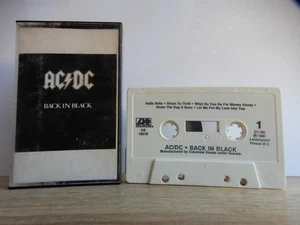 AC/DC
BACK IN BLACK
Hells Bells • Shoot To Thrill • What Do You Do For Money Honey •
Given The Dog A Bone • Let Me Put My Love Into You
1
AC/DC • BACK IN BLACK
Manufactured by Columbia House under license.